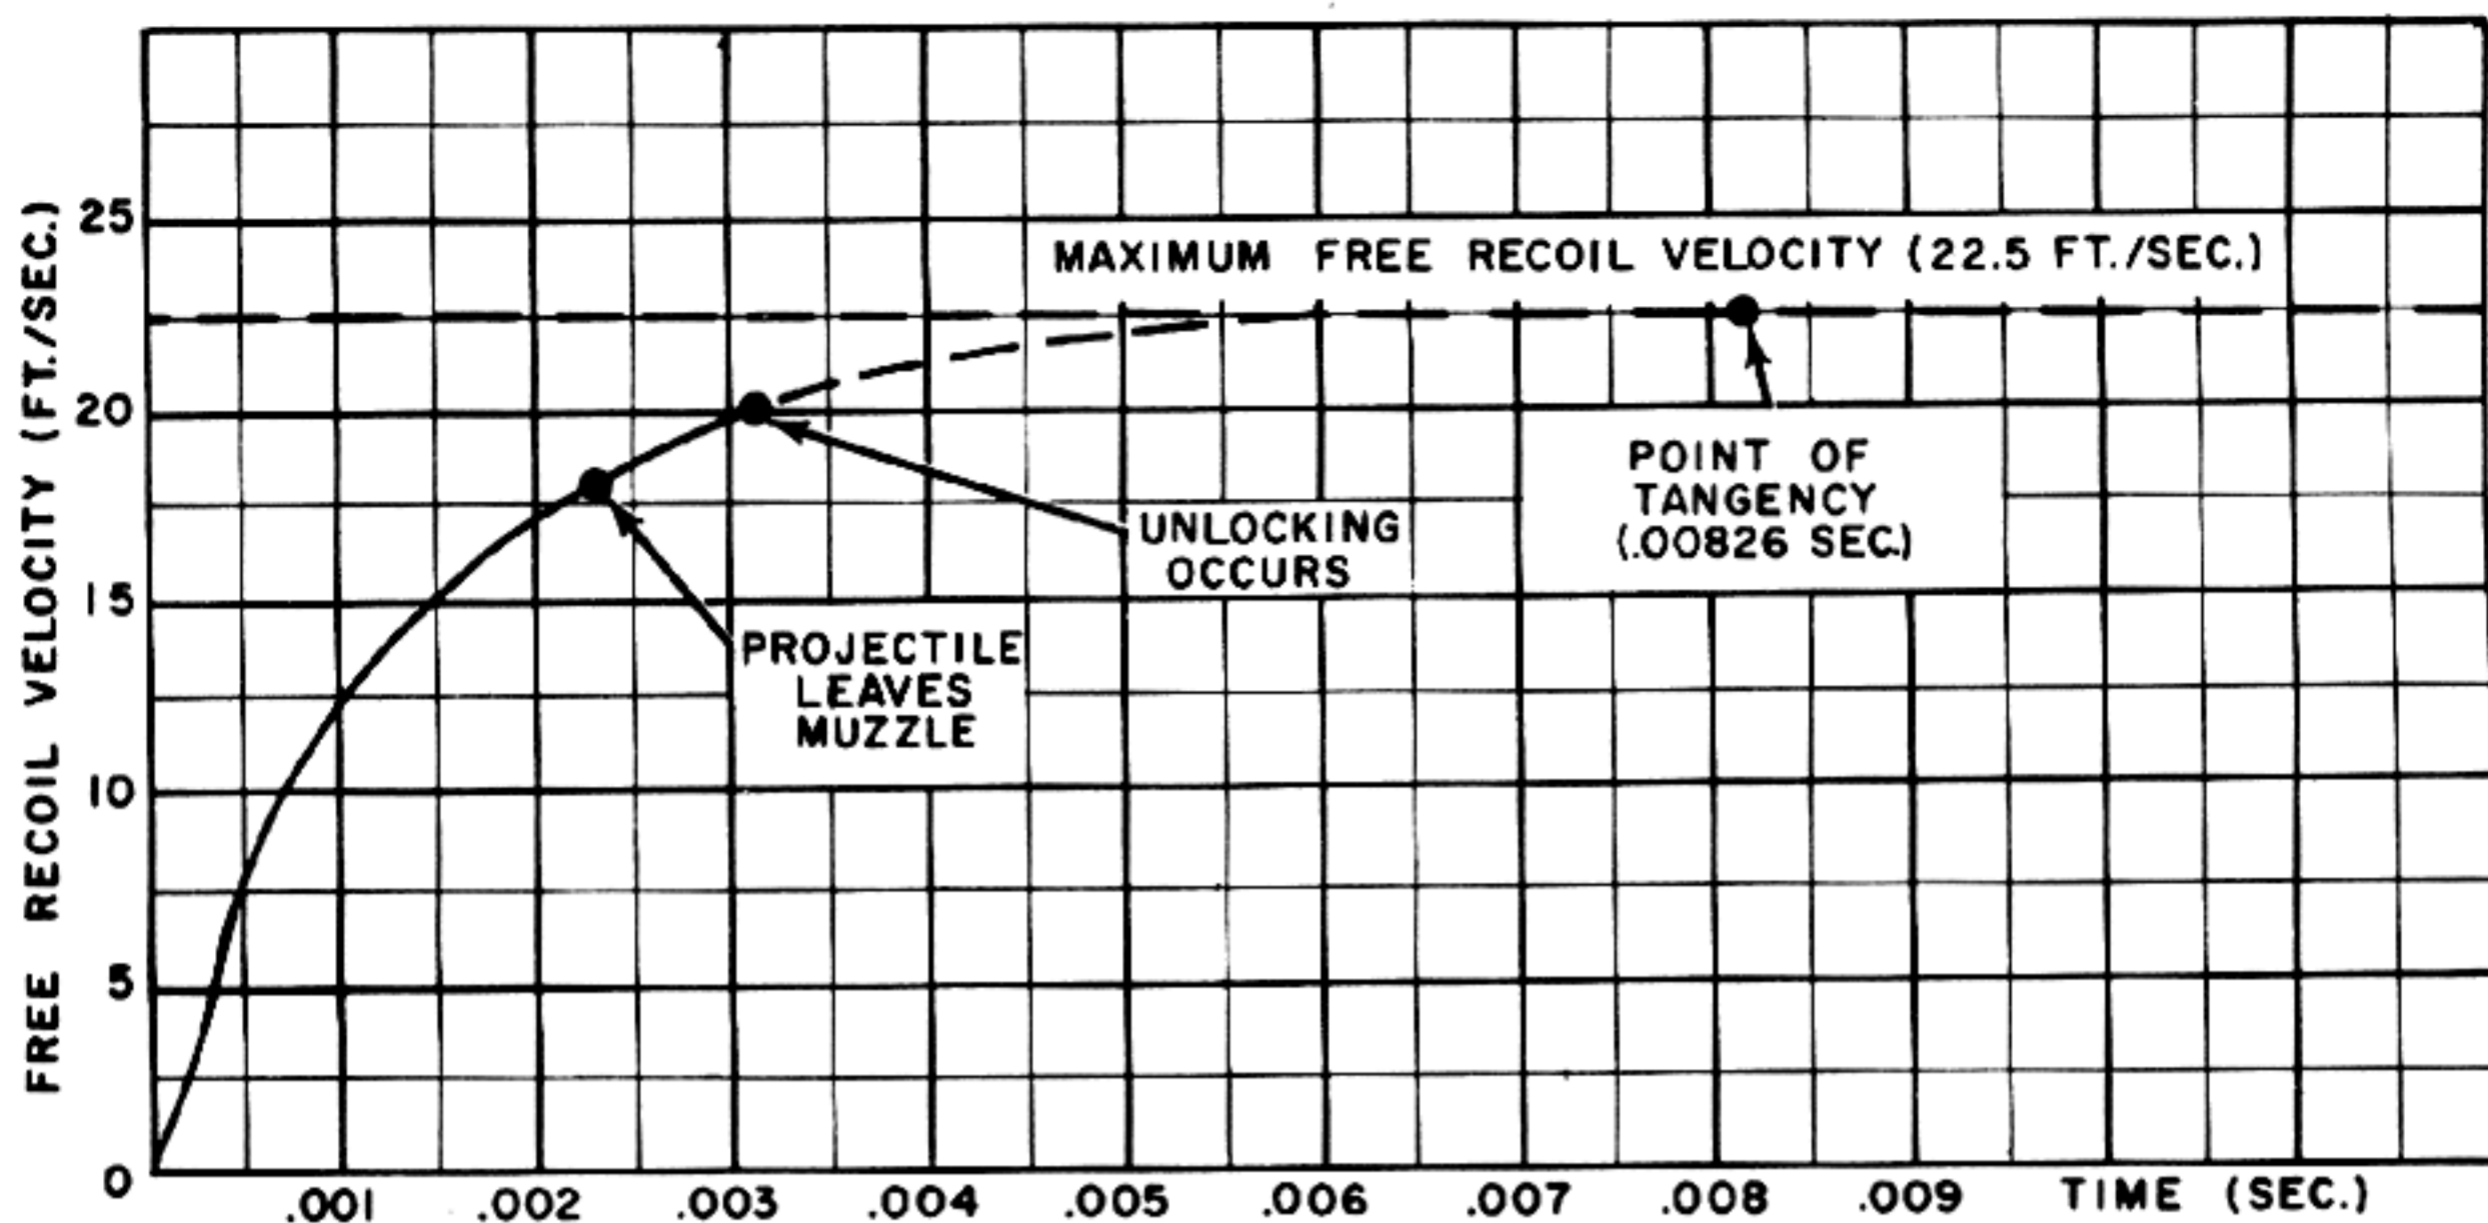 FREE RECOIL VELOCITY (FT./SEC.)
25
20
15
10
5
0
MAXIMUM FREE RECOIL VELOCITY (22.5 FT./SEC.)
POINT OF
TANGENCY
(.00826 SEC.)
UNLOCKING
OCCURS
PROJECTILE
LEAVES
MUZZLE
.001 .002 .003 .004 .005 .006 .007 .008 .009 TIME (SEC.)